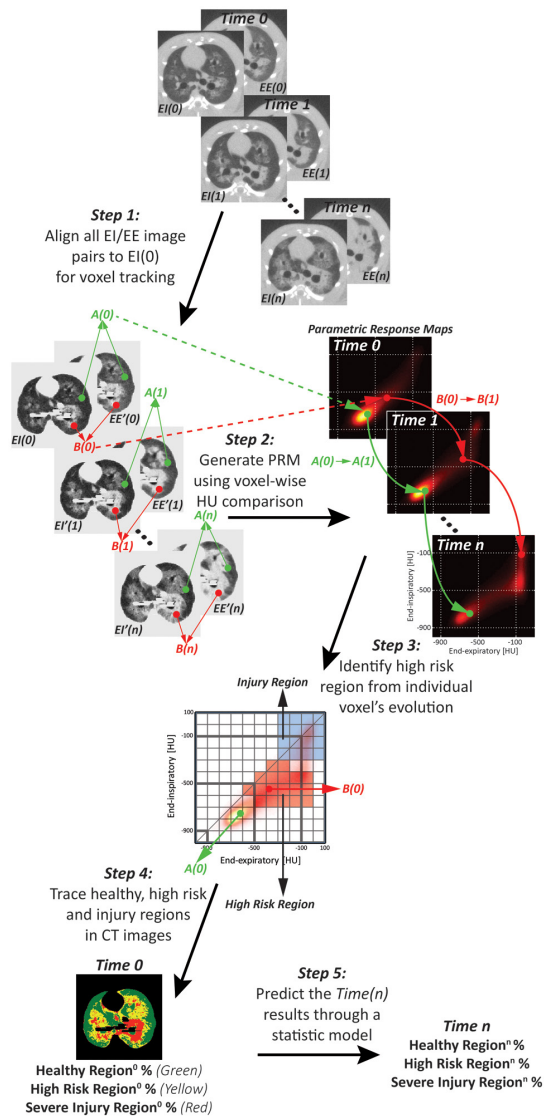 Time 0
EE(0)
EI(0)
Time 1
EE(1)
EI(1)
Time n
EE(n)
EI(n)
Step 1:
Align all EI/EE image
pairs to EI(0)
for voxel tracking
A(0)
EI(0)
EE'(0)
B(0)
A(1)
EI'(1)
EE'(1)
B(1)
A(n)
EI'(n)
EE'(n)
B(n)
Step 2:
Generate PRM
using voxel-wise
HU comparison
Parametric Response Maps
Time 0
B(0) → B(1)
Time 1
A(0) → A(1)
Time n
-100
-500
-900
End-inspiratory [HU]
-900 -500 -100
End-expiratory [HU]
Step 3:
Identify high risk
region from individual
voxel's evolution
Injury Region
100
-100
-500
-900
End-inspiratory [HU]
-900 -500 -100 100
End-expiratory [HU]
B(0)
A(0)
High Risk Region
Step 4:
Trace healthy, high risk
and injury regions
in CT images
Time 0
Healthy Region⁰ % (Green)
High Risk Region⁰ % (Yellow)
Severe Injury Region⁰ % (Red)
Step 5:
Predict the Time(n)
results through a
statistic model
Time n
Healthy Regionⁿ %
High Risk Regionⁿ %
Severe Injury Regionⁿ %